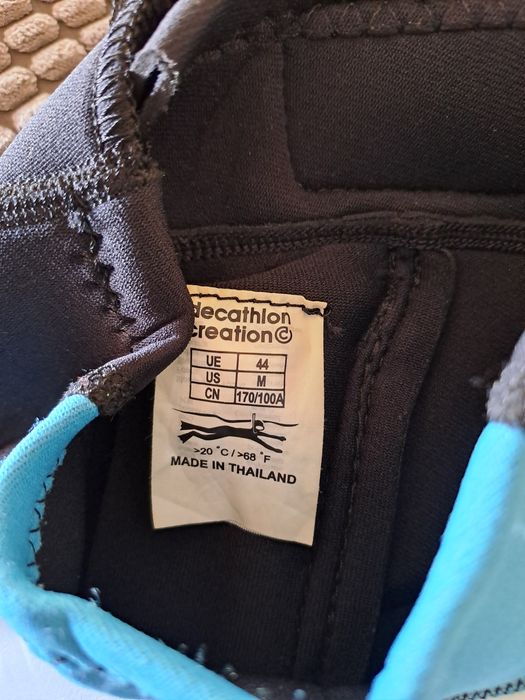 decathlon
creation©
UE 44
US M
CN 170/100A
>20 °C / >68 °F
MADE IN THAILAND